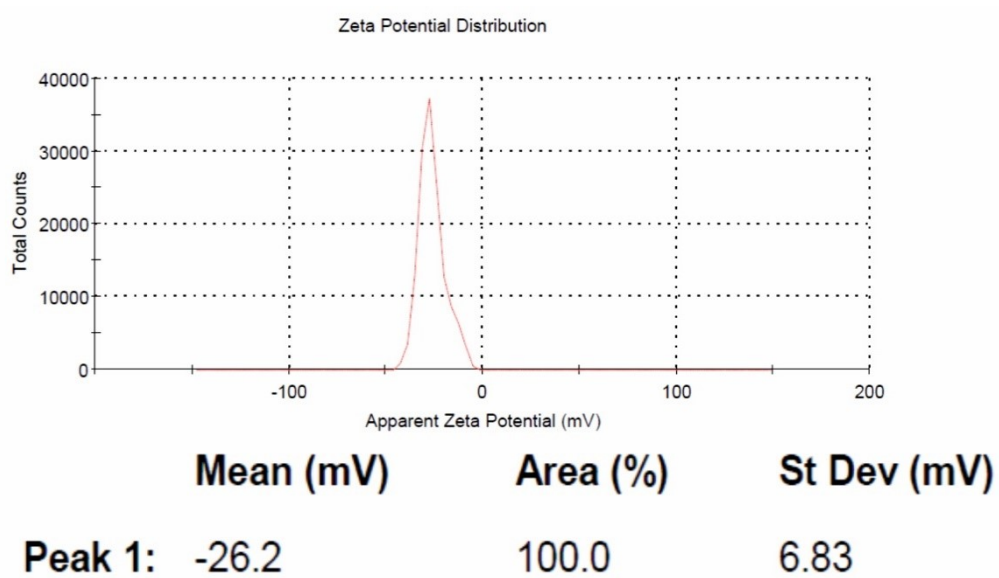 Zeta Potential Distribution
40000
30000
20000
10000
0
Total Counts
-100 0 100 200
Apparent Zeta Potential (mV)
Mean (mV) Area (%) St Dev (mV)
Peak 1: -26.2 100.0 6.83